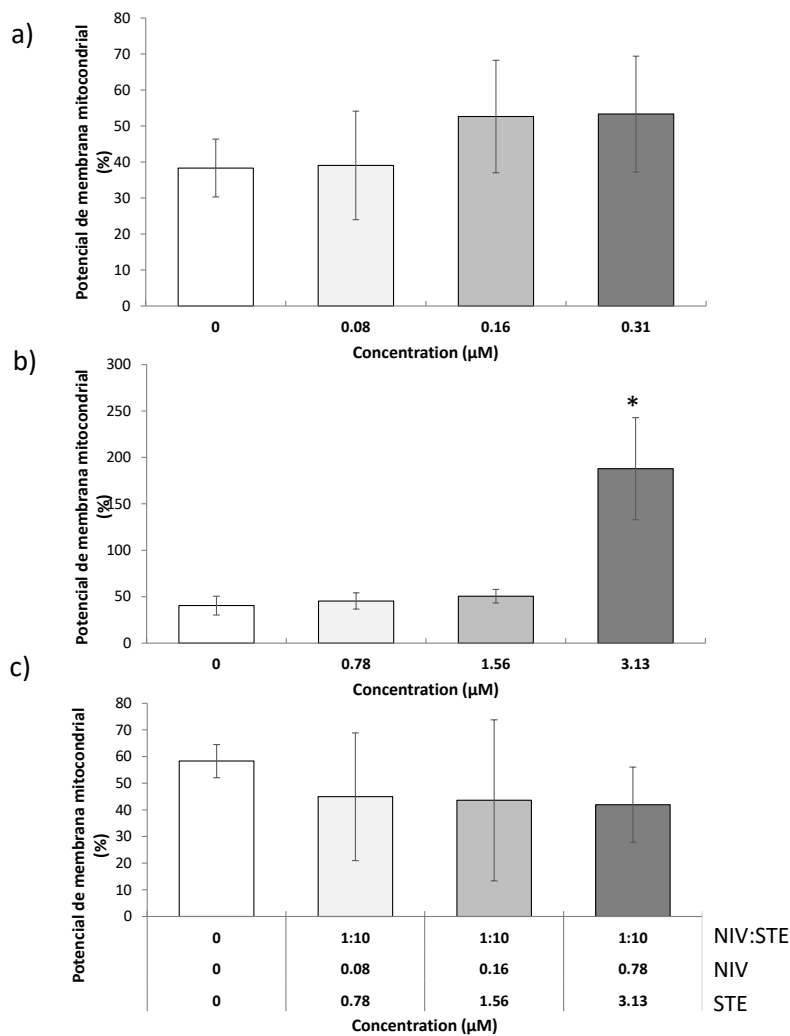 a)
Potencial de membrana mitocondrial
(%)
80
70
60
50
40
30
20
10
0
0 0.08 0.16 0.31
Concentration (µM)
b)
Potencial de membrana mitocondrial
(%)
300
250
200
150
100
50
0
*
0 0.78 1.56 3.13
Concentration (µM)
c)
Potencial de membrana mitocondrial
(%)
80
70
60
50
40
30
20
10
0
0 1:10 1:10 1:10 NIV:STE
0 0.08 0.16 0.78 NIV
0 0.78 1.56 3.13 STE
Concentration (µM)